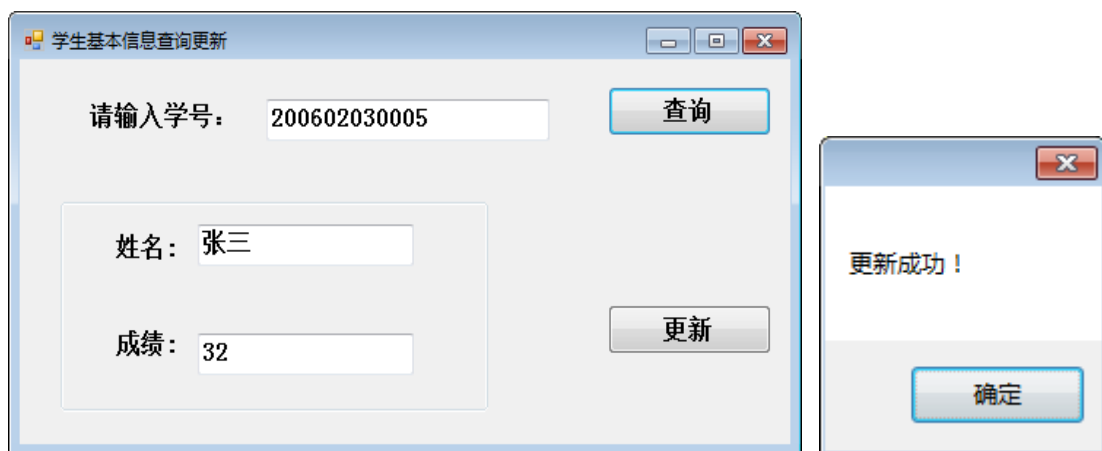 学生基本信息查询更新
请输入学号： 200602030005 查询
姓名： 张三
成绩： 32
更新
更新成功！
确定